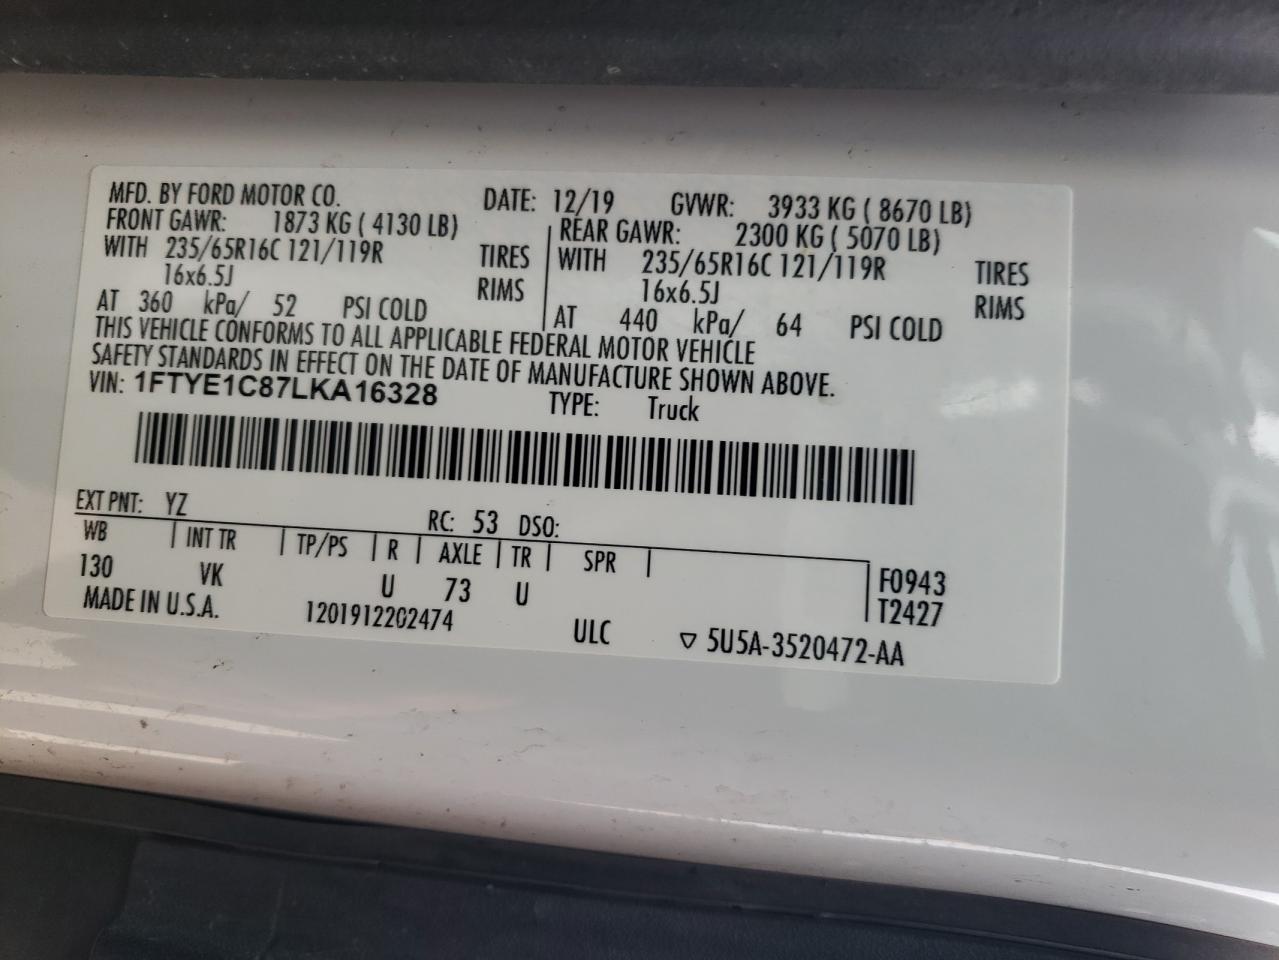 MFD. BY FORD MOTOR CO. DATE: 12/19 GVWR: 3933 KG ( 8670 LB)
FRONT GAWR: 1873 KG ( 4130 LB) REAR GAWR: 2300 KG ( 5070 LB)
WITH 235/65R16C 121/119R TIRES WITH 235/65R16C 121/119R TIRES
16x6.5J RIMS 16x6.5J RIMS
AT 360 kPa/ 52 PSI COLD AT 440 kPa/ 64 PSI COLD
THIS VEHICLE CONFORMS TO ALL APPLICABLE FEDERAL MOTOR VEHICLE
SAFETY STANDARDS IN EFFECT ON THE DATE OF MANUFACTURE SHOWN ABOVE.
VIN: 1FTYE1C87LKA16328 TYPE: Truck
EXT PNT: YZ RC: 53 DSO:
WB INT TR TP/PS R AXLE TR SPR
130 VK U 73 U F0943
T2427
MADE IN U.S.A. 1201912202474 ULC ▽ 5U5A-3520472-AA